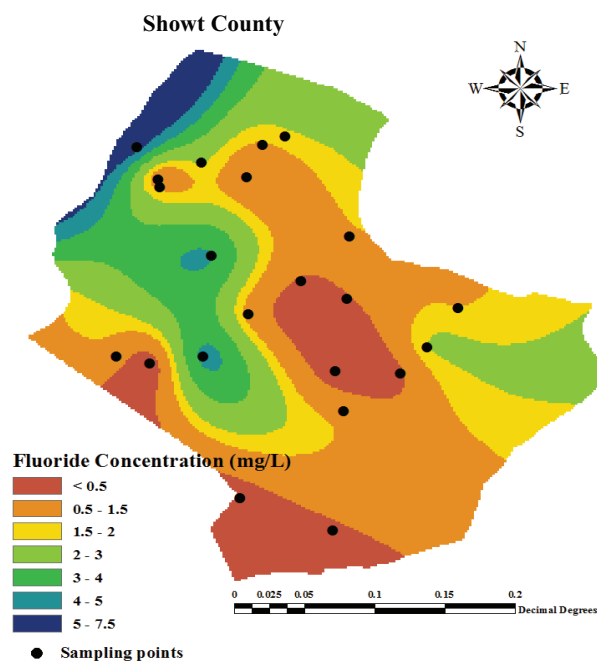 Showt County
N
W E
S
Fluoride Concentration (mg/L)
< 0.5
0.5 - 1.5
1.5 - 2
2 - 3
3 - 4
4 - 5
5 - 7.5
Sampling points
0 0.025 0.05 0.1 0.15 0.2
Decimal Degrees